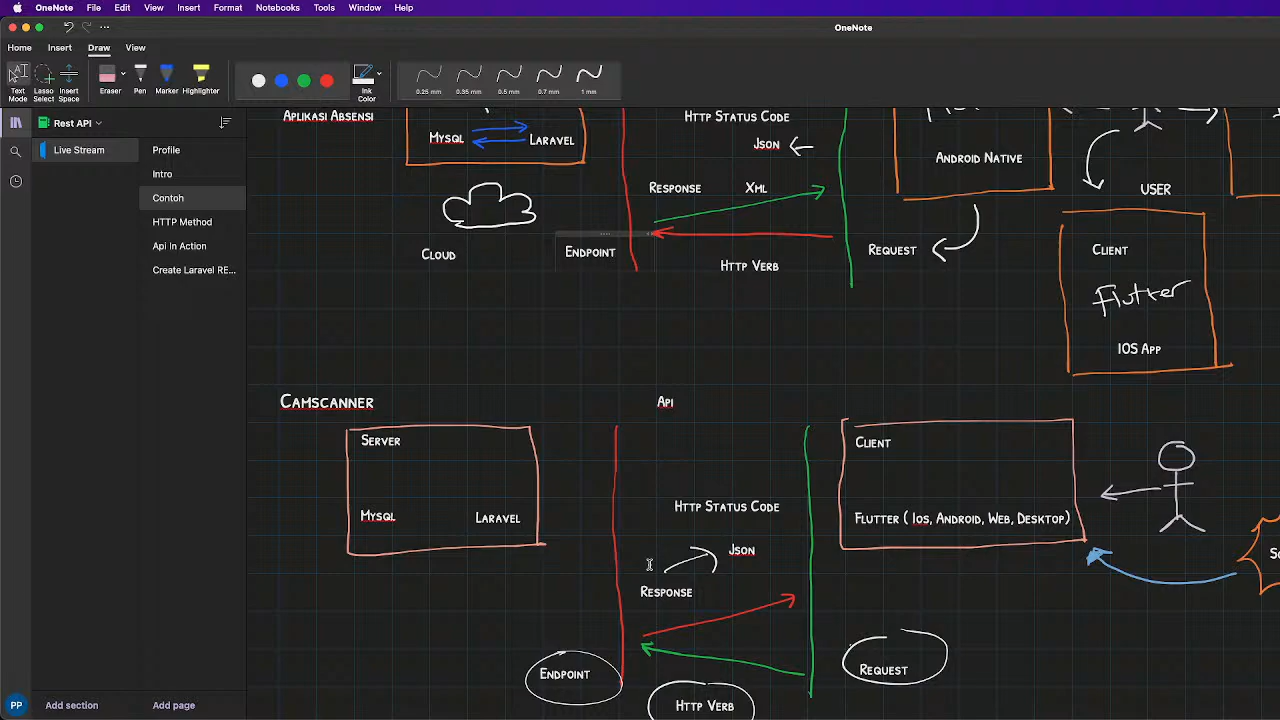 OneNote File Edit View Insert Format Notebooks Tools Window Help
OneNote
Home Insert Draw View
Text Mode
Lasso Select
Insert Space
Eraser
Pen
Marker
Highlighter
Ink Color
0.25 mm
0.35 mm
0.5 mm
0.7 mm
1 mm
Rest API
Live Stream
Profile
Intro
Contoh
HTTP Method
Api In Action
Create Laravel RE...
Aplikasi Absensi
Mysql
Laravel
Cloud
Http Status Code
Json
Response
Xml
Endpoint
Http Verb
Request
Android Native
USER
Client
Flutter
IOS App
Camscanner
Api
Server
Mysql
Laravel
Http Status Code
Json
Response
Endpoint
Http Verb
Client
Flutter ( Ios, Android, Web, Desktop)
Request
PP
Add section
Add page